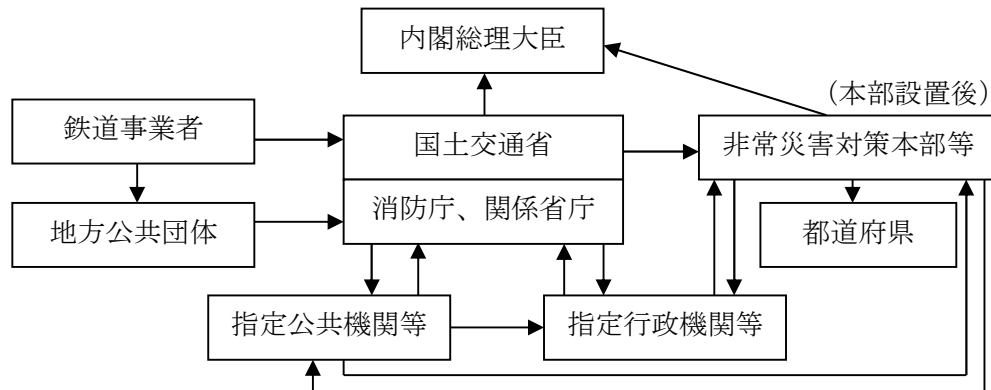 内閣総理大臣
（本部設置後）
鉄道事業者
国土交通省
非常災害対策本部等
地方公共団体
消防庁、関係省庁
都道府県
指定公共機関等
指定行政機関等